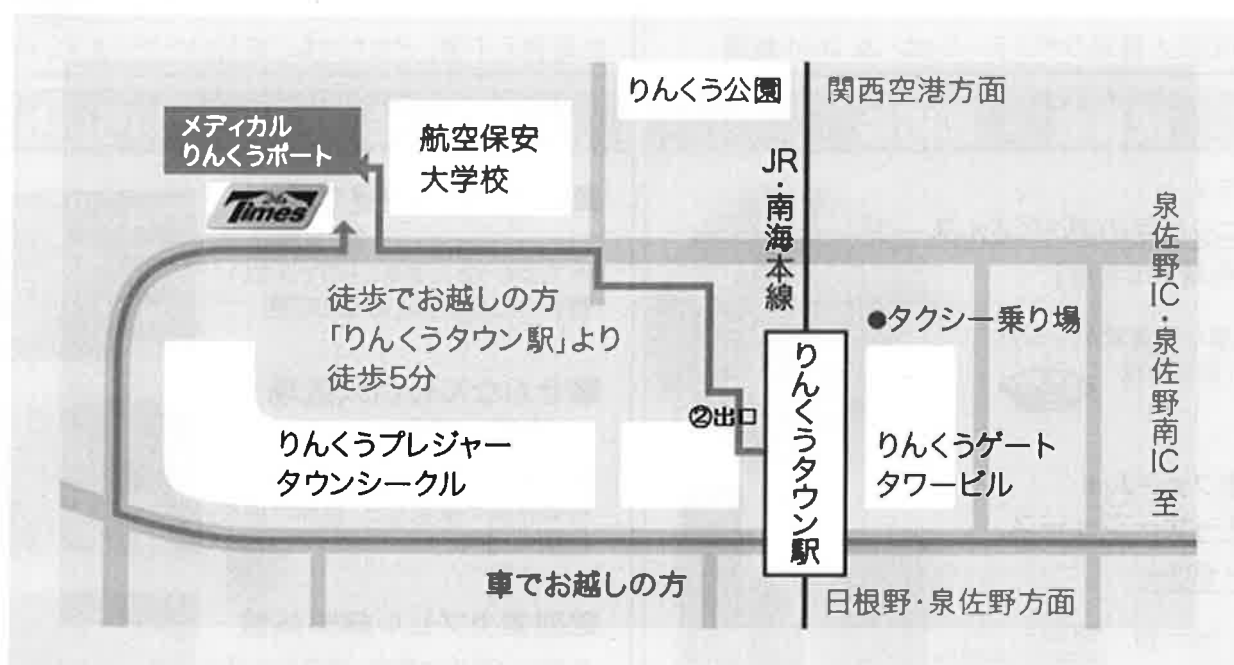 りんくう公園
関西空港方面
メディカル
りんくうポート
航空保安
大学校
Times
JR・南海本線
泉佐野IC・泉佐野南IC 至
徒歩でお越しの方
「りんくうタウン駅」より
徒歩5分
●タクシー乗り場
りんくうタウン駅
②出口
りんくうプレジャー
タウンシークル
りんくうゲート
タワービル
車でお越しの方
日根野・泉佐野方面